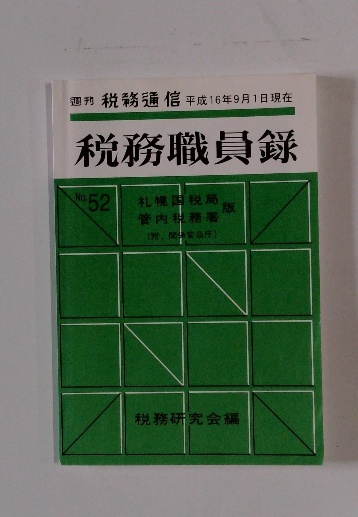 週刊 税務通信 平成16年9月1日現在
税務職員録
No.52
札幌国税局
管内税務署 版
(附、関係官公庁)
税務研究会編